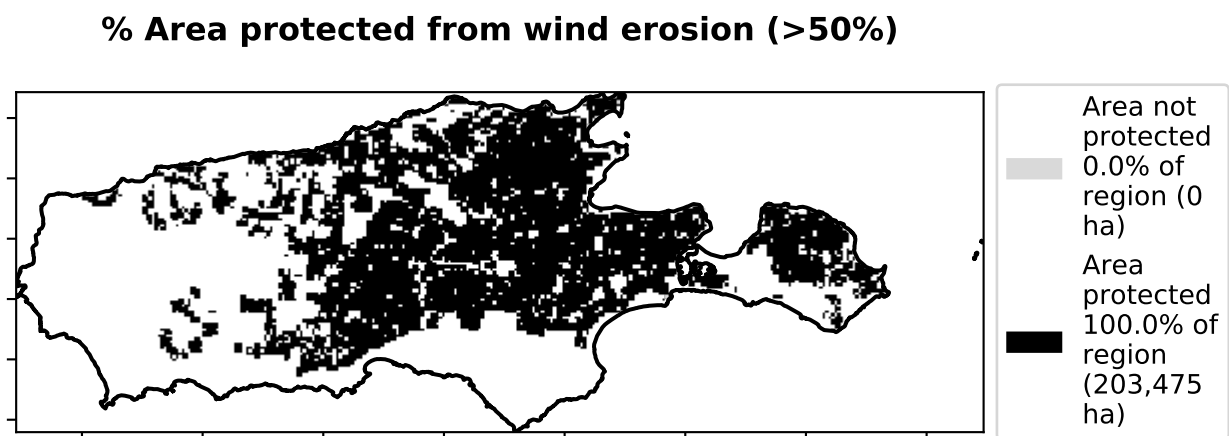 % Area protected from wind erosion (>50%)
Area not
protected
0.0% of
region (0
ha)
Area
protected
100.0% of
region
(203,475
ha)